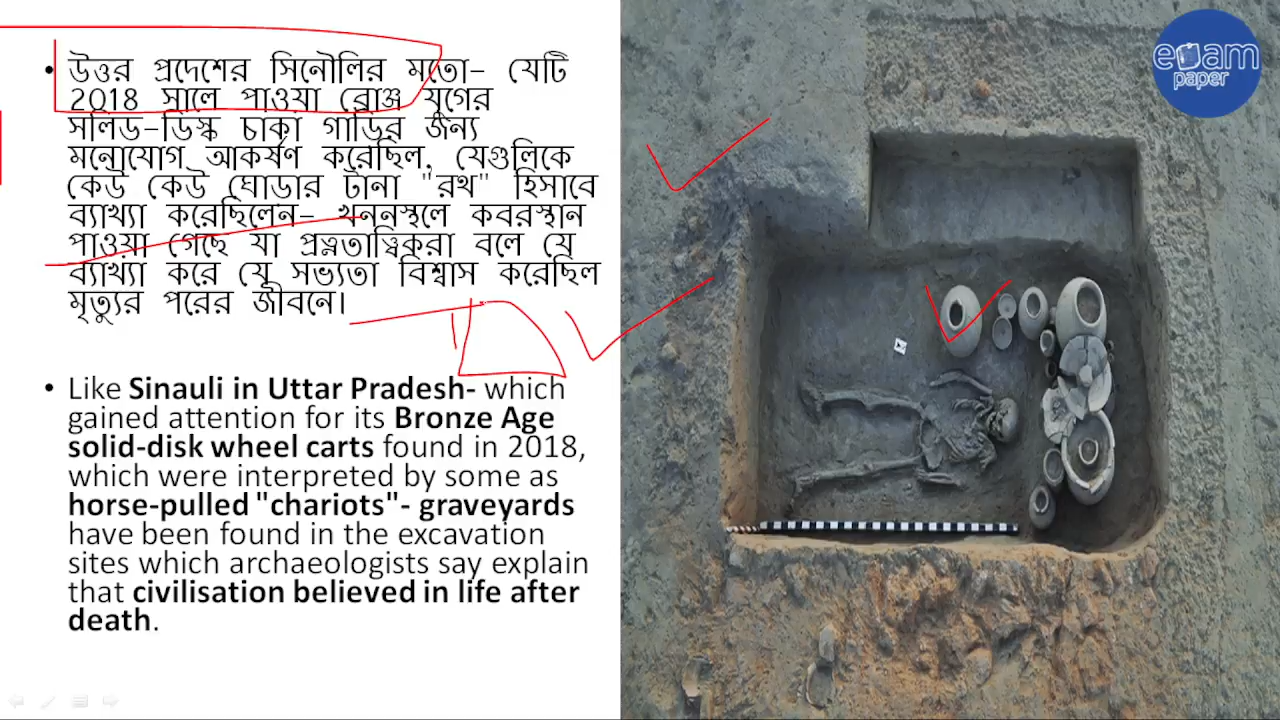 উত্তর প্রদেশের সিনৌলির মতো- যেটি
2018 সালে পাওয়া ব্রোঞ্জ যুগের
সলিড-ডিস্ক চাকা গাড়ির জন্য
মনোযোগ আকর্ষণ করেছিল, যেগুলিকে
কেউ কেউ ঘোড়ার টানা "রথ" হিসাবে
ব্যাখ্যা করেছিলেন- খননস্থলে কবরস্থান
পাওয়া গেছে যা প্রত্নতাত্ত্বিকরা বলে যে
ব্যাখ্যা করে যে সভ্যতা বিশ্বাস করেছিল
মৃত্যুর পরের জীবনে।
Like Sinauli in Uttar Pradesh- which
gained attention for its Bronze Age
solid-disk wheel carts found in 2018,
which were interpreted by some as
horse-pulled "chariots"- graveyards
have been found in the excavation
sites which archaeologists say explain
that civilisation believed in life after
death.
exam
paper